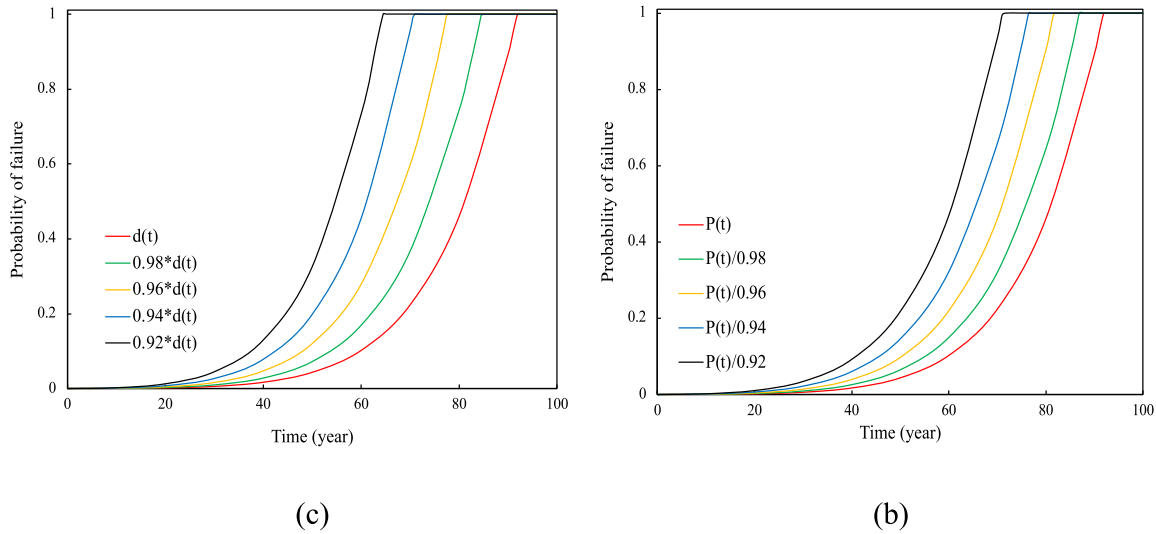 Probability of failure
1
0.8
0.6
0.4
0.2
0
d(t)
0.98*d(t)
0.96*d(t)
0.94*d(t)
0.92*d(t)
0 20 40 60 80 100
Time (year)
(c)
Probability of failure
1
0.8
0.6
0.4
0.2
0
P(t)
P(t)/0.98
P(t)/0.96
P(t)/0.94
P(t)/0.92
0 20 40 60 80 100
Time (year)
(b)